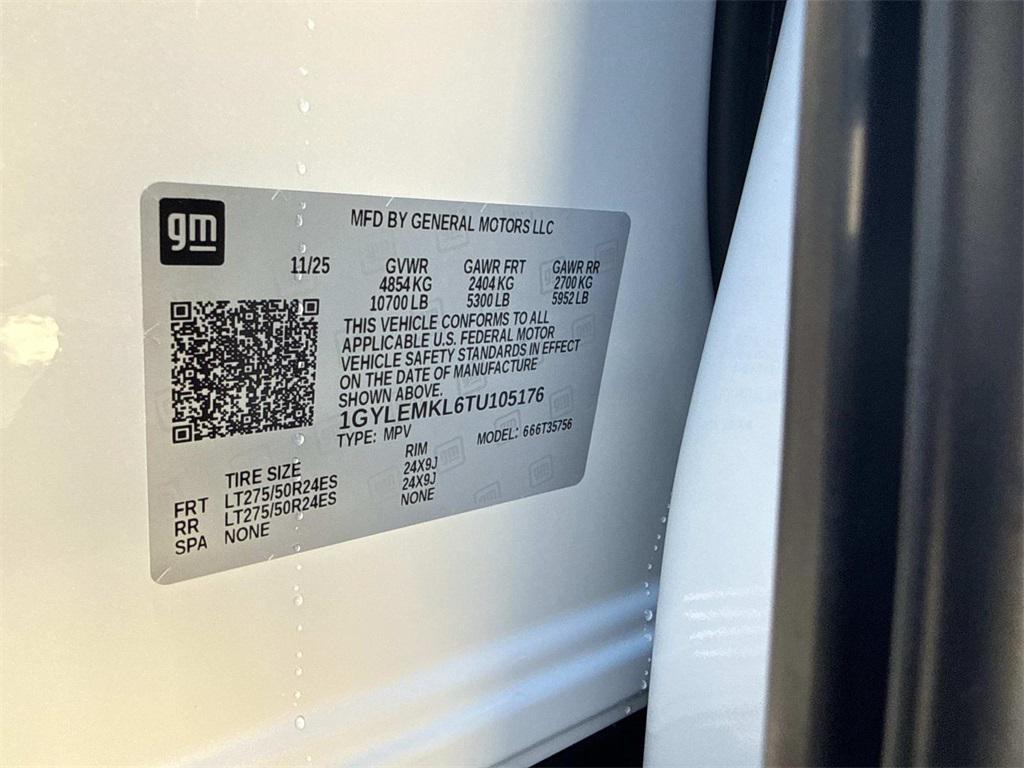 gm
MFD BY GENERAL MOTORS LLC
11/25 GVWR GAWR FRT GAWR RR
4854 KG 2404 KG 2700 KG
10700 LB 5300 LB 5952 LB
THIS VEHICLE CONFORMS TO ALL
APPLICABLE U.S. FEDERAL MOTOR
VEHICLE SAFETY STANDARDS IN EFFECT
ON THE DATE OF MANUFACTURE
SHOWN ABOVE.
1GYLEMKL6TU105176
TYPE: MPV MODEL: 666T35756
TIRE SIZE RIM
FRT LT275/50R24ES 24X9J
RR LT275/50R24ES 24X9J
SPA NONE NONE